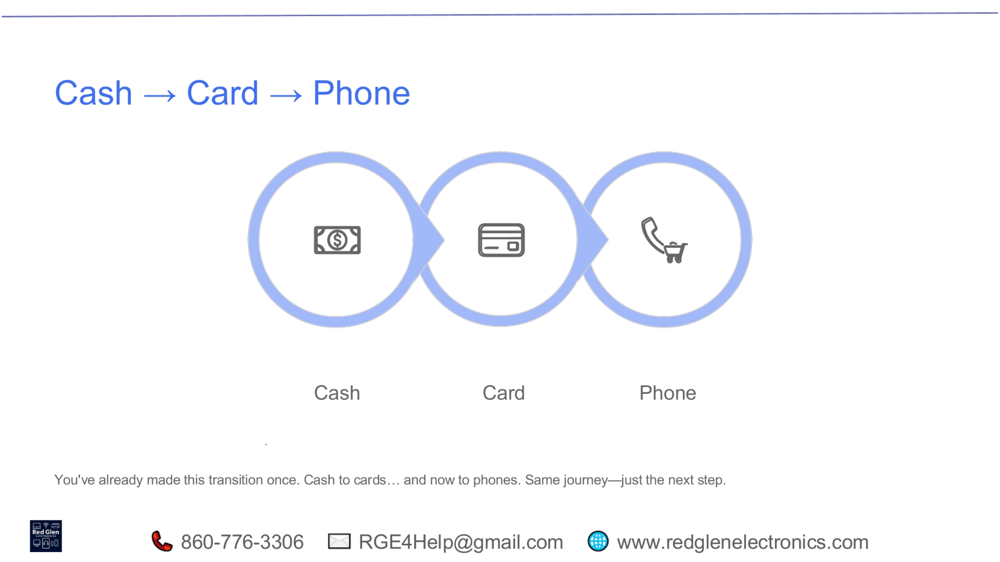 Cash → Card → Phone
$
Cash
Card
Phone
.
You've already made this transition once. Cash to cards… and now to phones. Same journey—just the next step.
Red Glen
ELECTRONICS
860-776-3306
RGE4Help@gmail.com
www.redglenelectronics.com